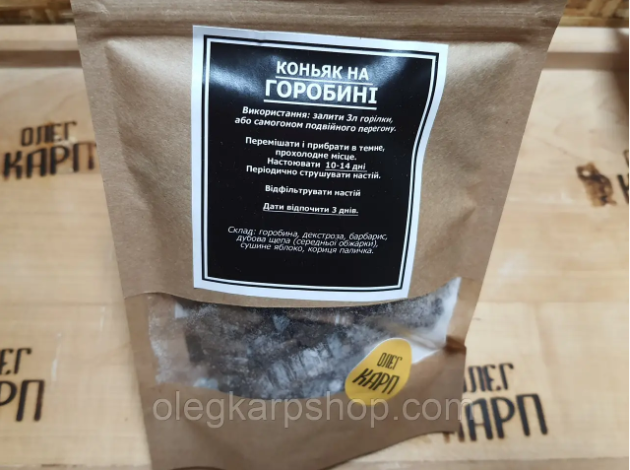 КОНЬЯК НА
ГОРОБИНІ
Використання: залити 3л горілки,
або самогоном подвійного перегону.
Перемішати і прибрати в темне,
прохолодне місце.
Настоювати 10-14 дні
Періодично струшувати настій.
Відфільтрувати настій
Дати відпочити 3 днів.
Склад: горобина, декстроза, барбарис,
дубова щепа (середньої обжарки),
сушине яблоко, кориця паличка.
ОЛЕГ
КАРП
ОЛЕГ
КАРП
ОЛЕГ
КАРП
olegkarpshop.com